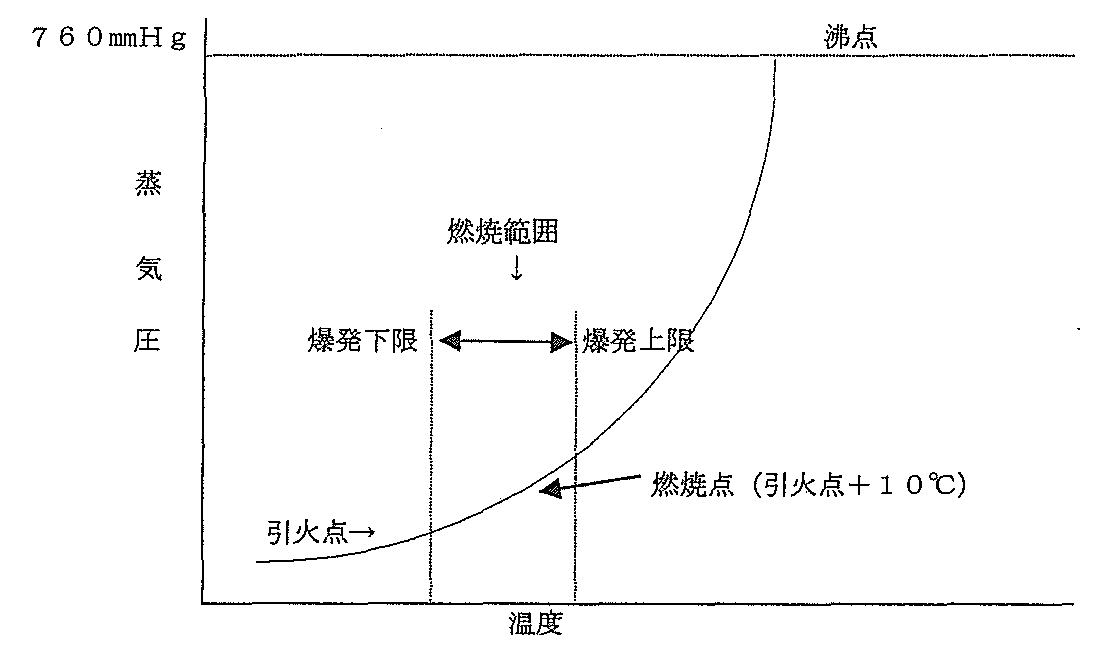 ７６０mmHg
沸点
蒸
気
圧
燃焼範囲
↓
爆発下限
爆発上限
燃焼点（引火点＋１０℃）
引火点→
温度